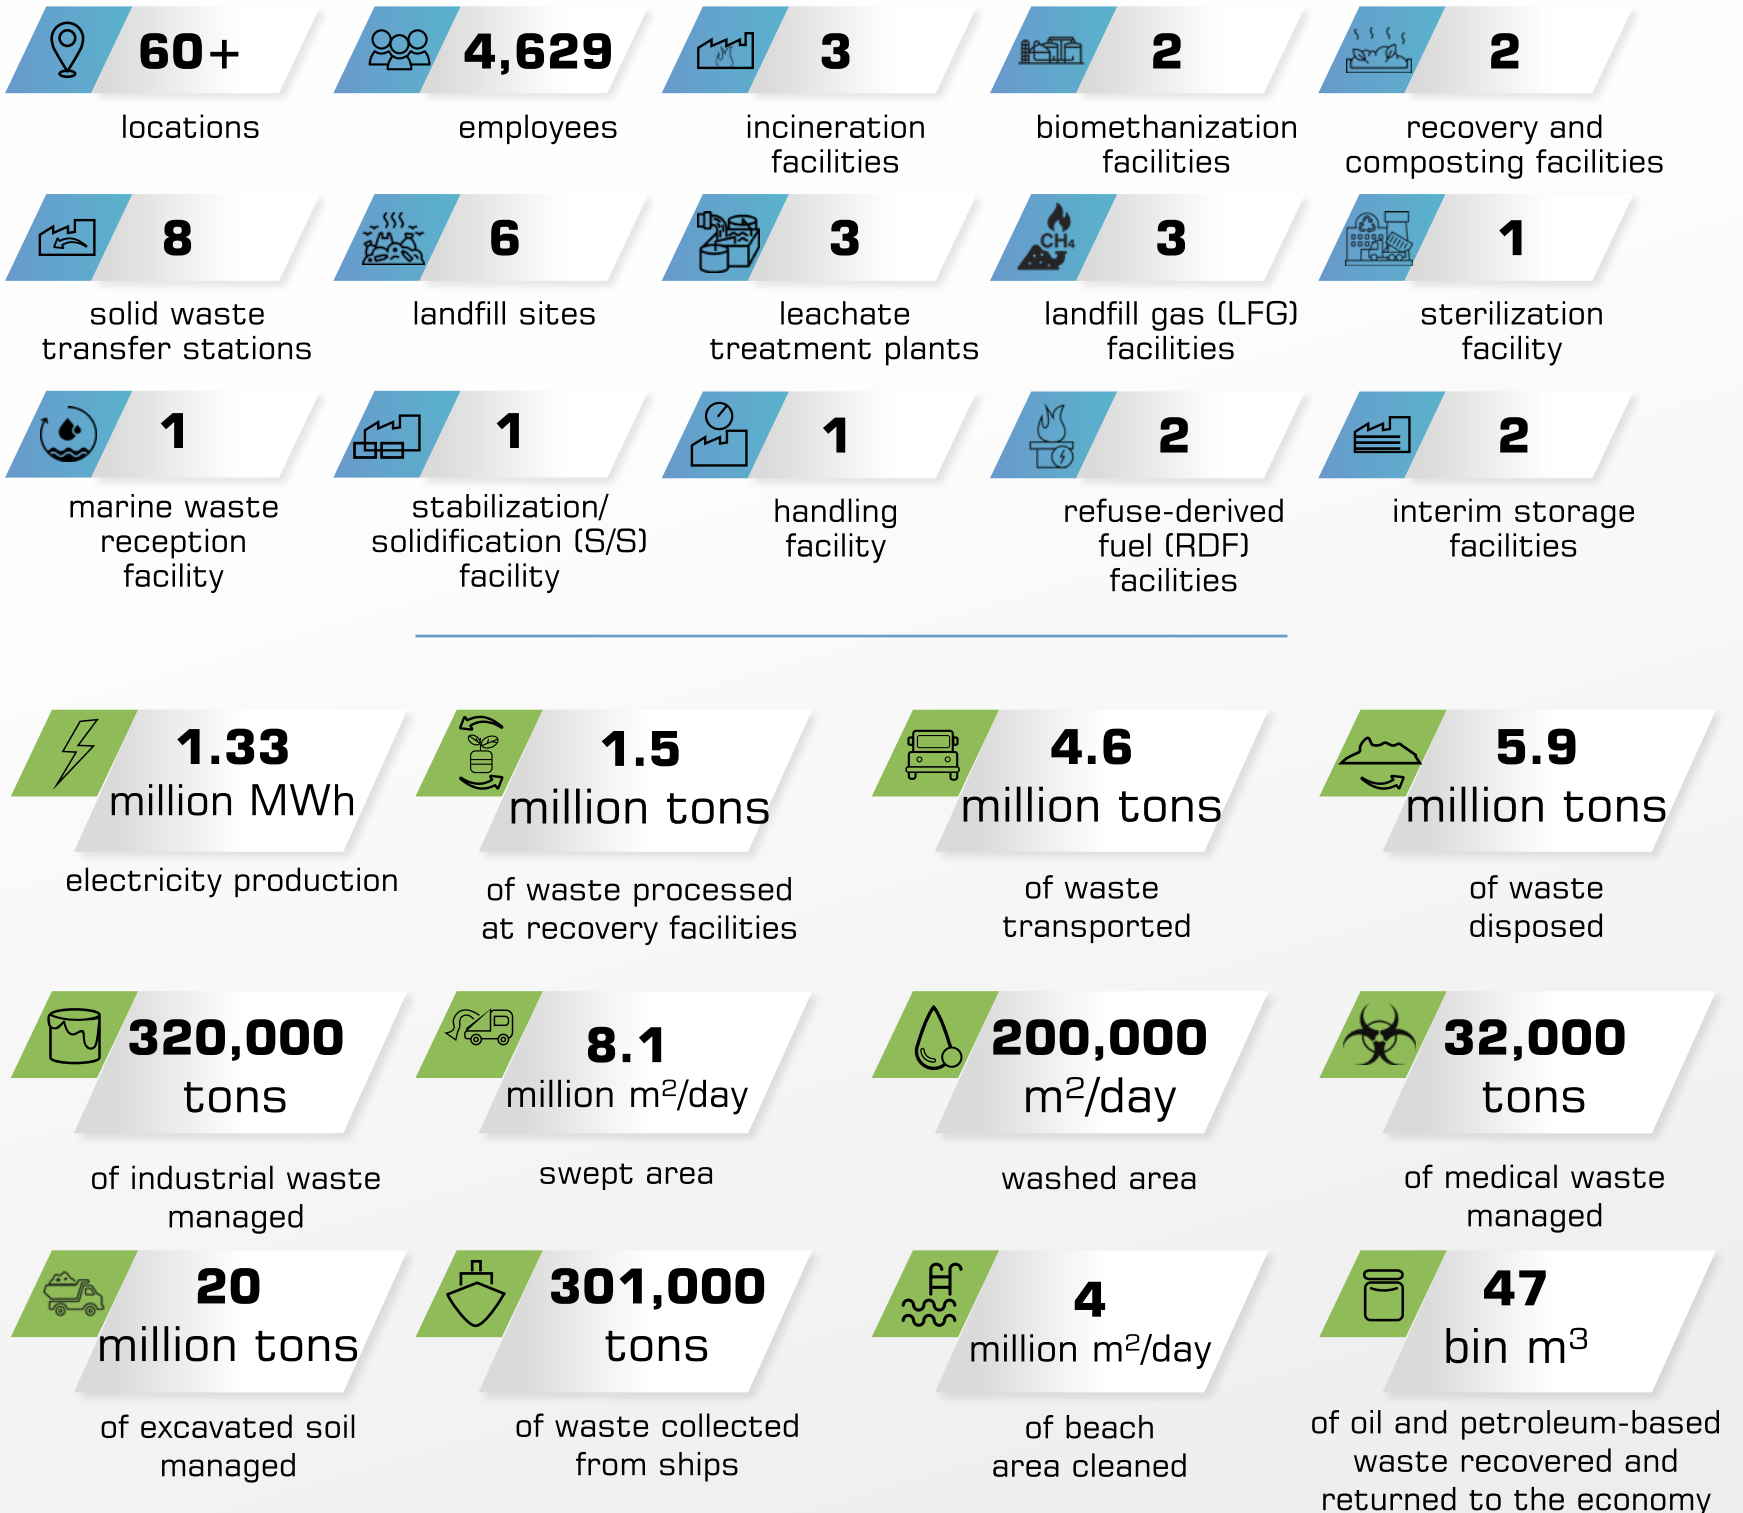 60+
locations
4,629
employees
3
incineration
facilities
2
biomethanization
facilities
2
recovery and
composting facilities
8
solid waste
transfer stations
6
landfill sites
3
leachate
treatment plants
CH₄
3
landfill gas (LFG)
facilities
1
sterilization
facility
1
marine waste
reception
facility
1
stabilization/
solidification (S/S)
facility
1
handling
facility
2
refuse-derived
fuel (RDF)
facilities
2
interim storage
facilities
1.33
million MWh
electricity production
1.5
million tons
of waste processed
at recovery facilities
4.6
million tons
of waste
transported
5.9
million tons
of waste
disposed
320,000
tons
of industrial waste
managed
8.1
million m²/day
swept area
200,000
m²/day
washed area
32,000
tons
of medical waste
managed
20
million tons
of excavated soil
managed
301,000
tons
of waste collected
from ships
4
million m²/day
of beach
area cleaned
47
bin m³
of oil and petroleum-based
waste recovered and
returned to the economy